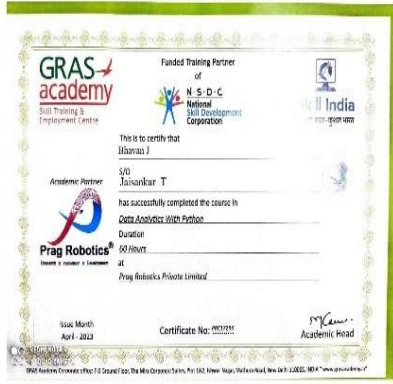 GRAS
academy
Skill Training &
Employment Centre
Funded Training Partner
of
N·S·D·C
National
Skill Development
Corporation
ll India
This is to certify that
Bhavan J
S/O
Jaisankar T
Academic Partner
has successfully completed the course in
Data Analytics With Python
Duration
60 Hours
at
Prag Robotics Private Limited
Prag Robotics®
Issue Month
April - 2023
Certificate No:
Academic Head